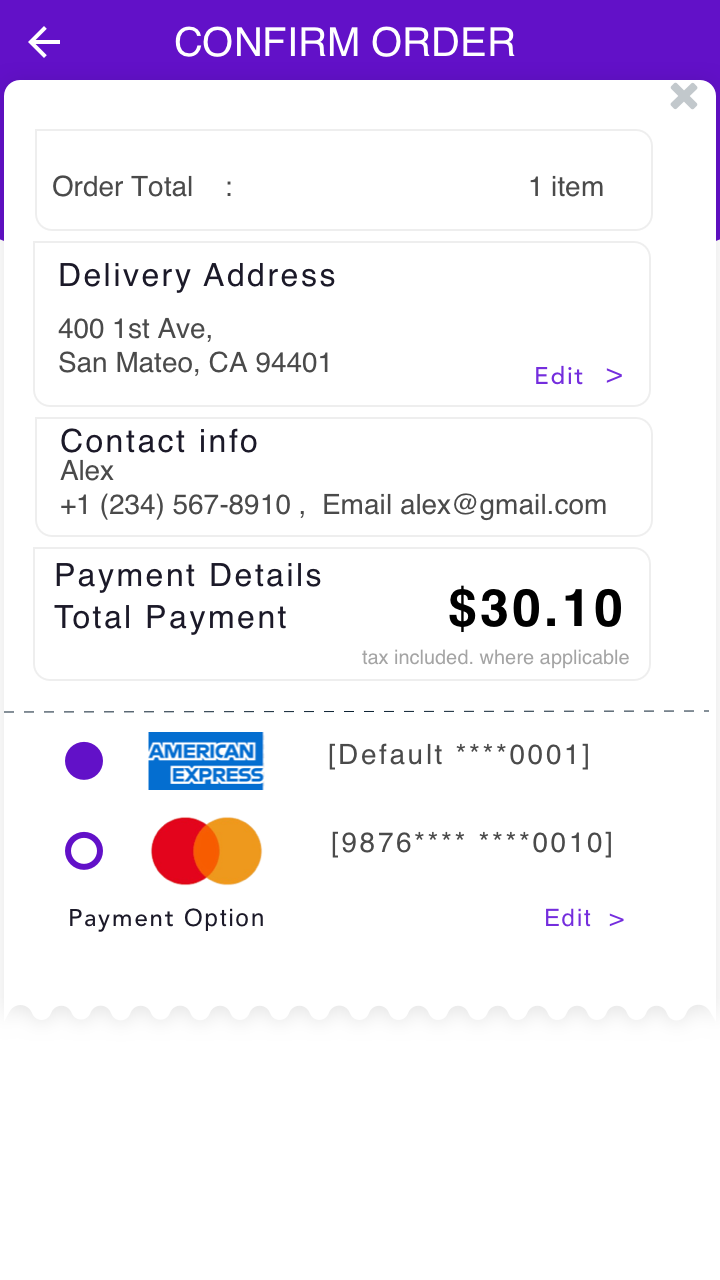 CONFIRM ORDER
Order Total : 1 item
Delivery Address
400 1st Ave,
San Mateo, CA 94401
Edit >
Contact info
Alex
+1 (234) 567-8910 , Email alex@gmail.com
Payment Details
Total Payment $30.10
tax included. where applicable
AMERICAN
EXPRESS
[Default ****0001]
[9876**** ****0010]
Payment Option Edit >